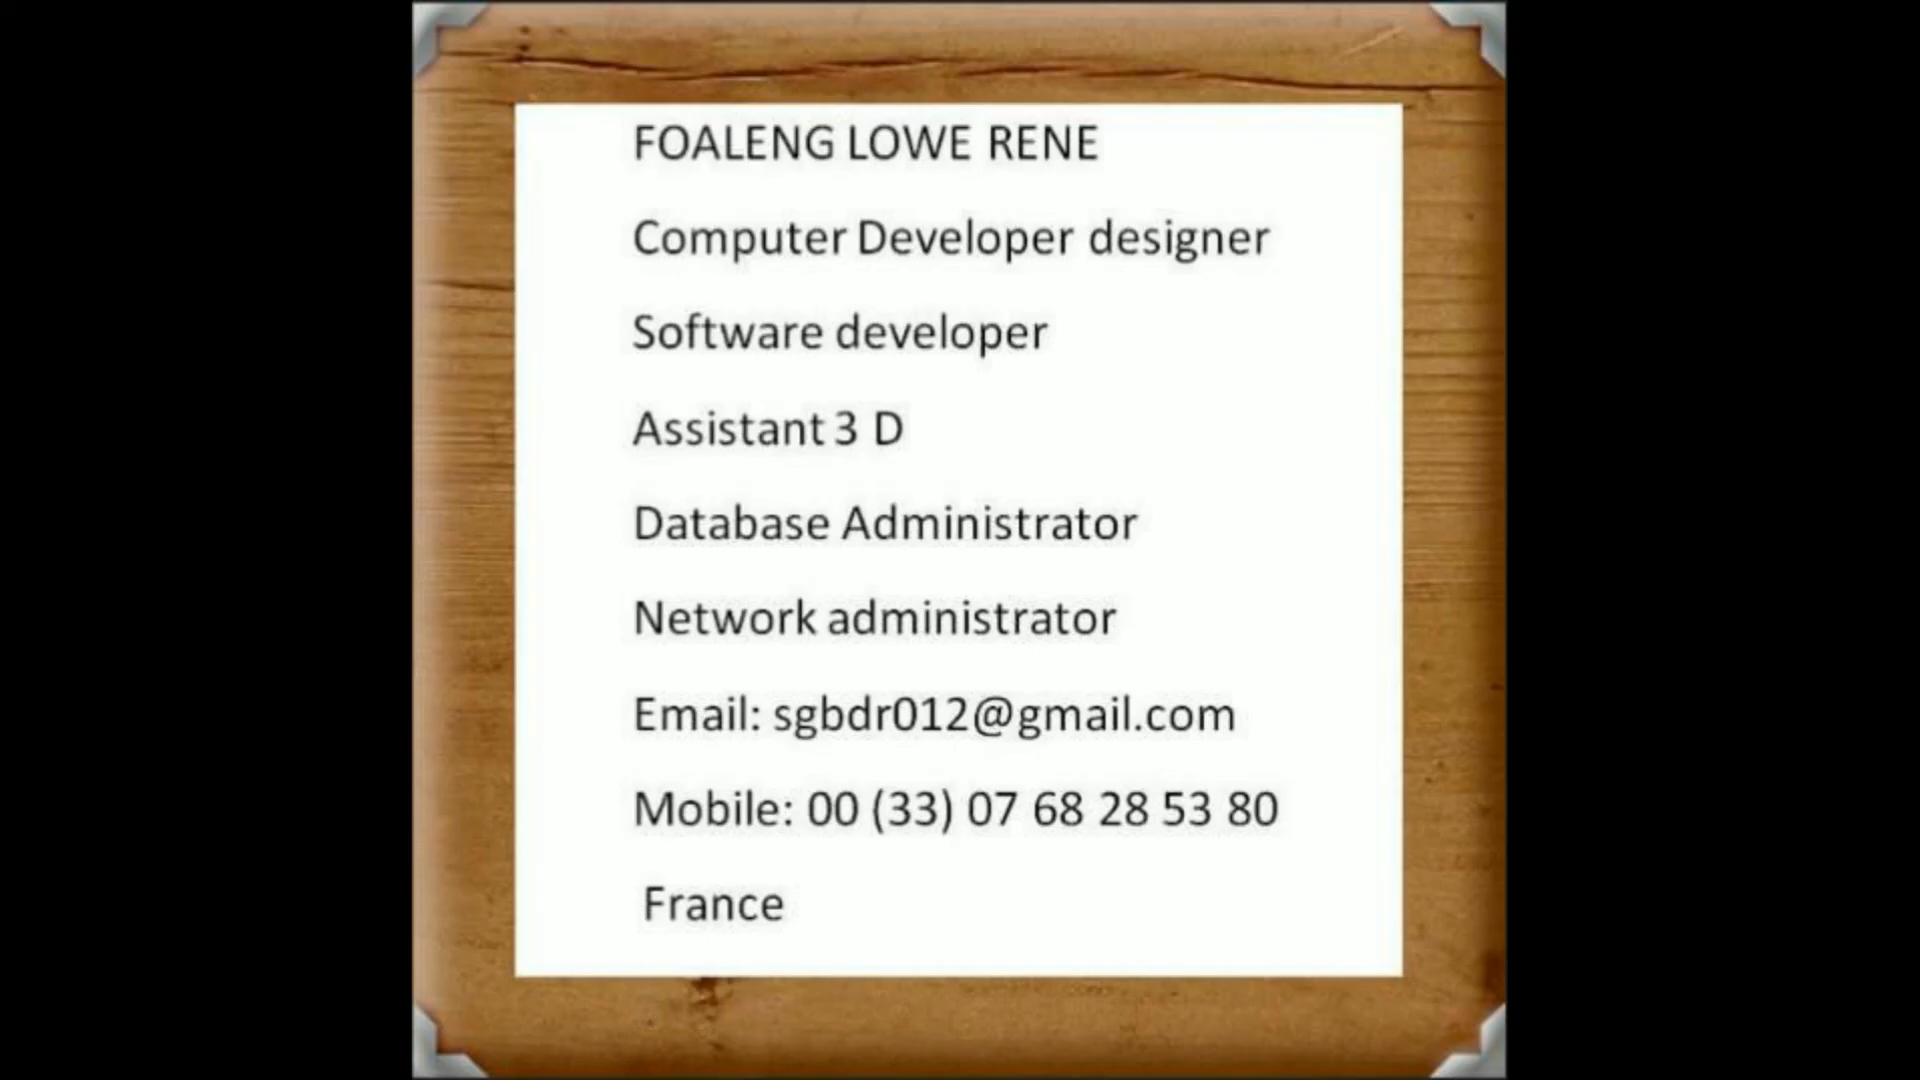 FOALENG LOWE RENE
Computer Developer designer
Software developer
Assistant 3 D
Database Administrator
Network administrator
Email: sgbdr012@gmail.com
Mobile: 00 (33) 07 68 28 53 80
France